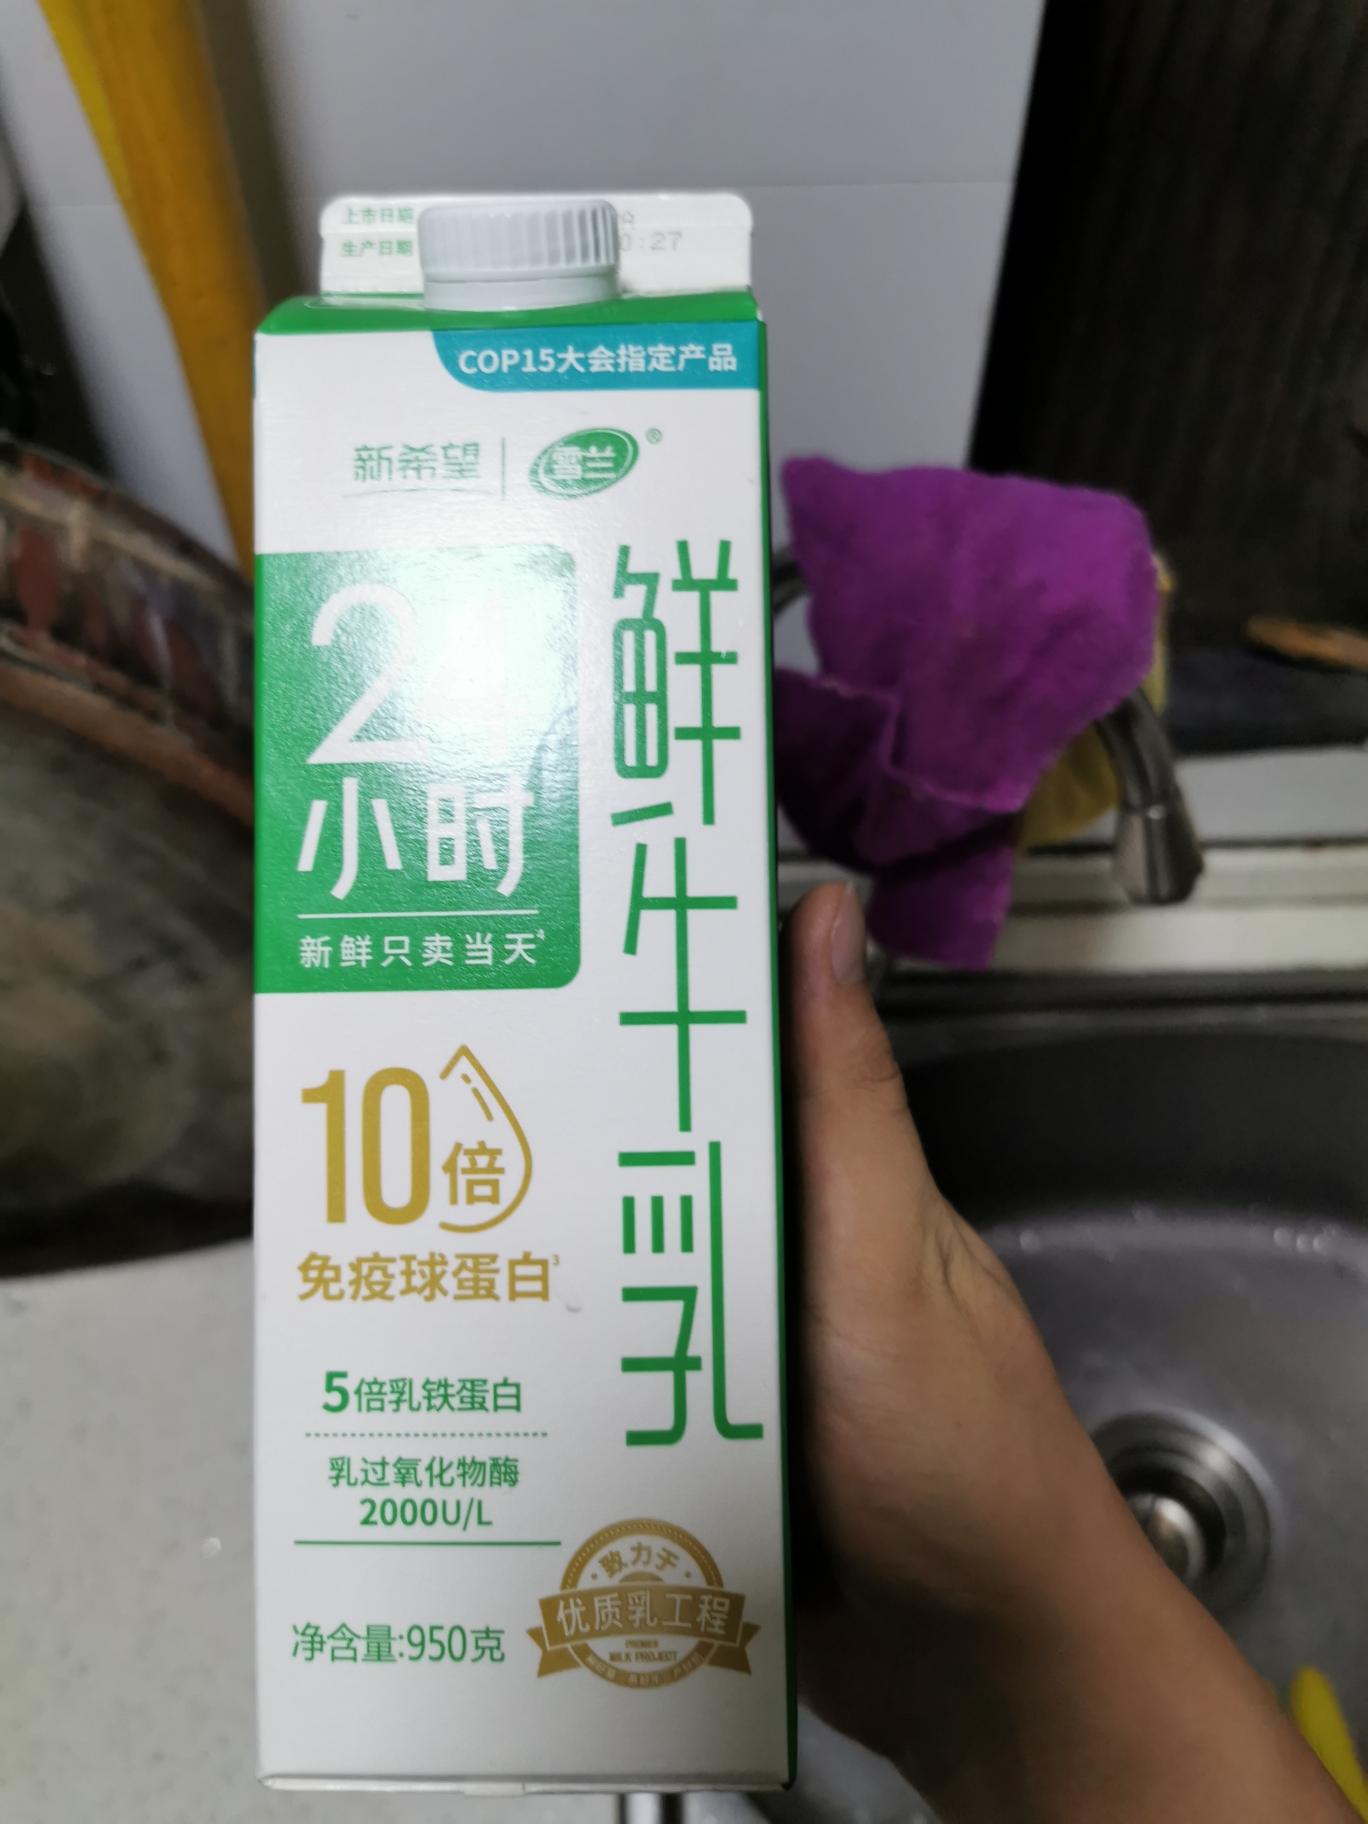 上市日期
生产日期
0:27
COP15大会指定产品
新希望 雪兰®
24
小时
新鲜只卖当天4
鲜牛乳
10倍
免疫球蛋白3
5倍乳铁蛋白
乳过氧化物酶
2000U/L
净含量:950克
致力于
优质乳工程
PREMIER
MILK PROJECT